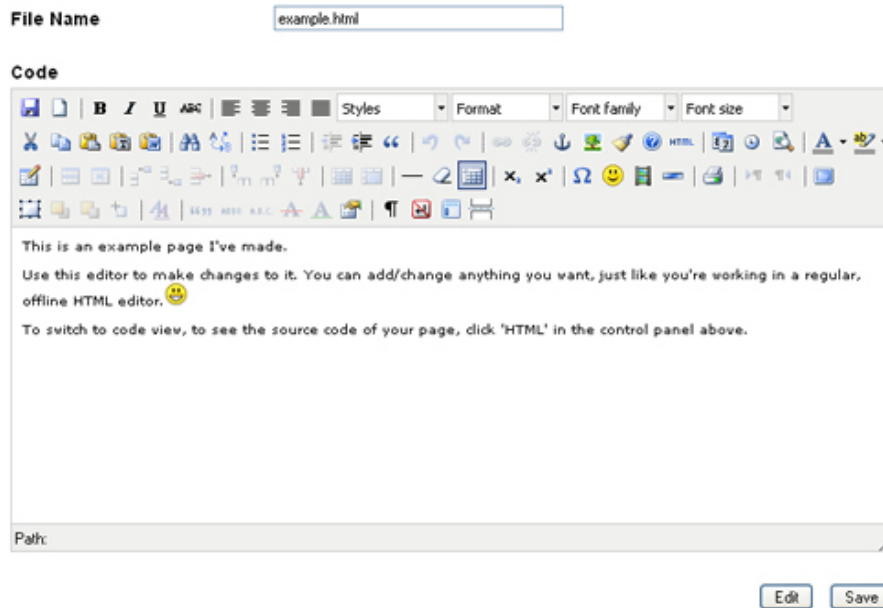 File Name
example.html
Code
B I U ABC Styles Format Font family Font size
HTML A ab
This is an example page I've made.
Use this editor to make changes to it. You can add/change anything you want, just like you're working in a regular,
offline HTML editor.
To switch to code view, to see the source code of your page, click 'HTML' in the control panel above.
Path:
Edit Save